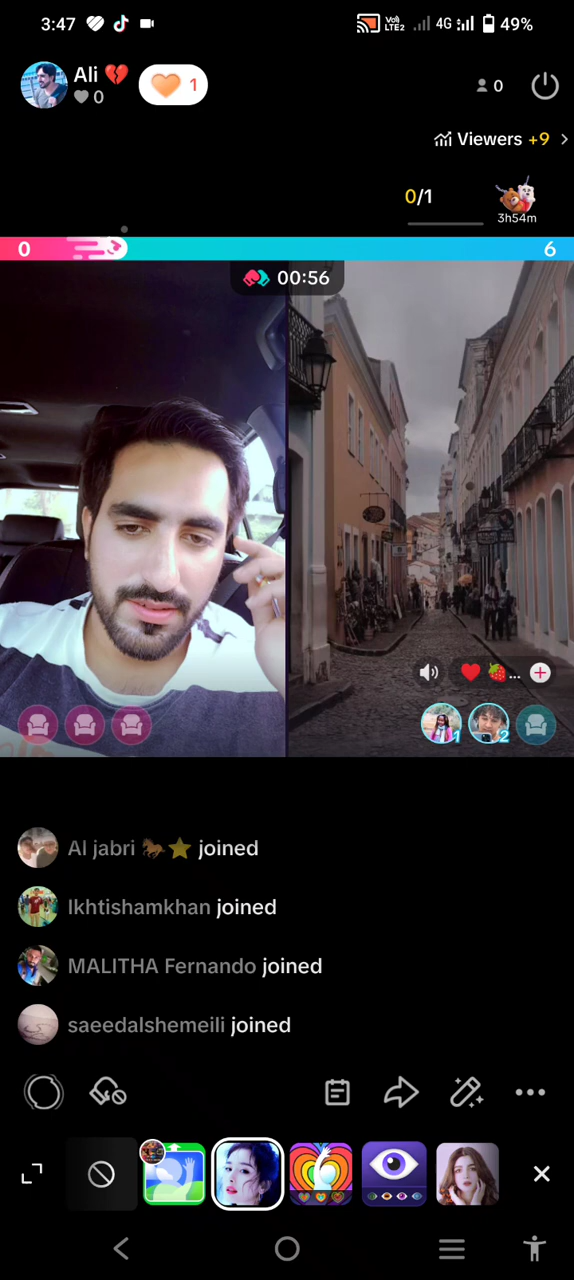 3:47
Voᵢ) LTE2 4G 49%
Ali 💔
0
1
0
Viewers +9 >
0/1
3h54m
0
6
00:56
...
1
2
Al jabri 🐎⭐ joined
Ikhtishamkhan joined
MALITHA Fernando joined
saeedalshemeili joined